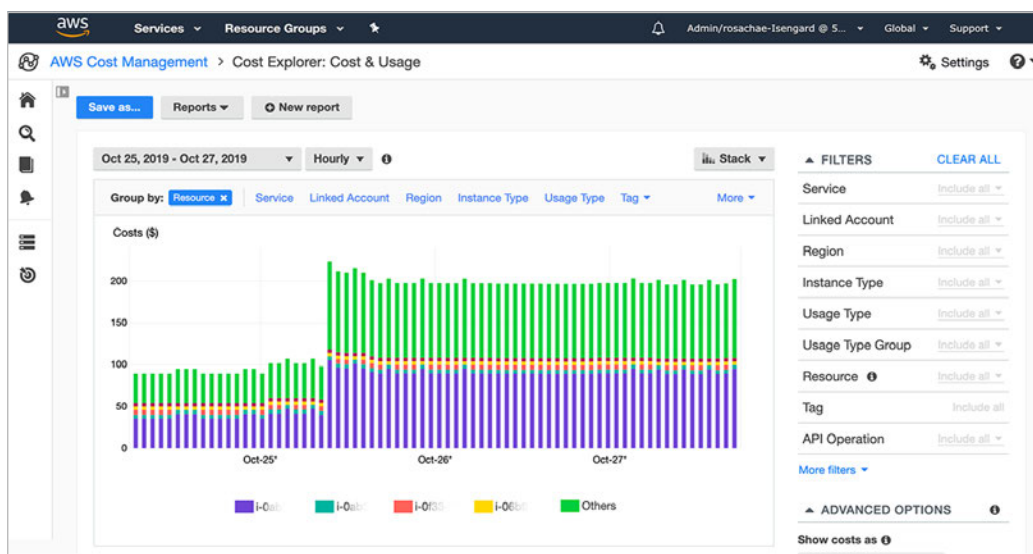 aws Services Resource Groups Admin/rosachae-Isengard @ 5... Global Support
AWS Cost Management > Cost Explorer: Cost & Usage Settings
Save as... Reports New report
Oct 25, 2019 - Oct 27, 2019 Hourly Stack
Group by: Resource × Service Linked Account Region Instance Type Usage Type Tag More
Costs ($)
200
150
100
50
0
Oct-25* Oct-26* Oct-27*
Others
FILTERS CLEAR ALL
Service Include all
Linked Account Include all
Region Include all
Instance Type Include all
Usage Type Include all
Usage Type Group Include all
Resource Include all
Tag Include all
API Operation Include all
More filters
ADVANCED OPTIONS
Show costs as